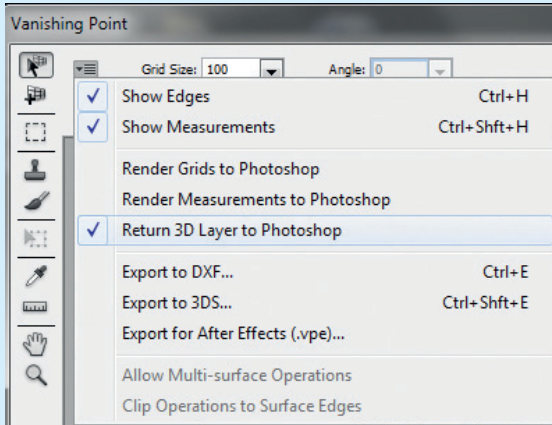 Vanishing Point
Grid Size: 100 Angle: 0
Show Edges Ctrl+H
Show Measurements Ctrl+Shft+H
Render Grids to Photoshop
Render Measurements to Photoshop
Return 3D Layer to Photoshop
Export to DXF... Ctrl+E
Export to 3DS... Ctrl+Shft+E
Export for After Effects (.vpe)...
Allow Multi-surface Operations
Clip Operations to Surface Edges